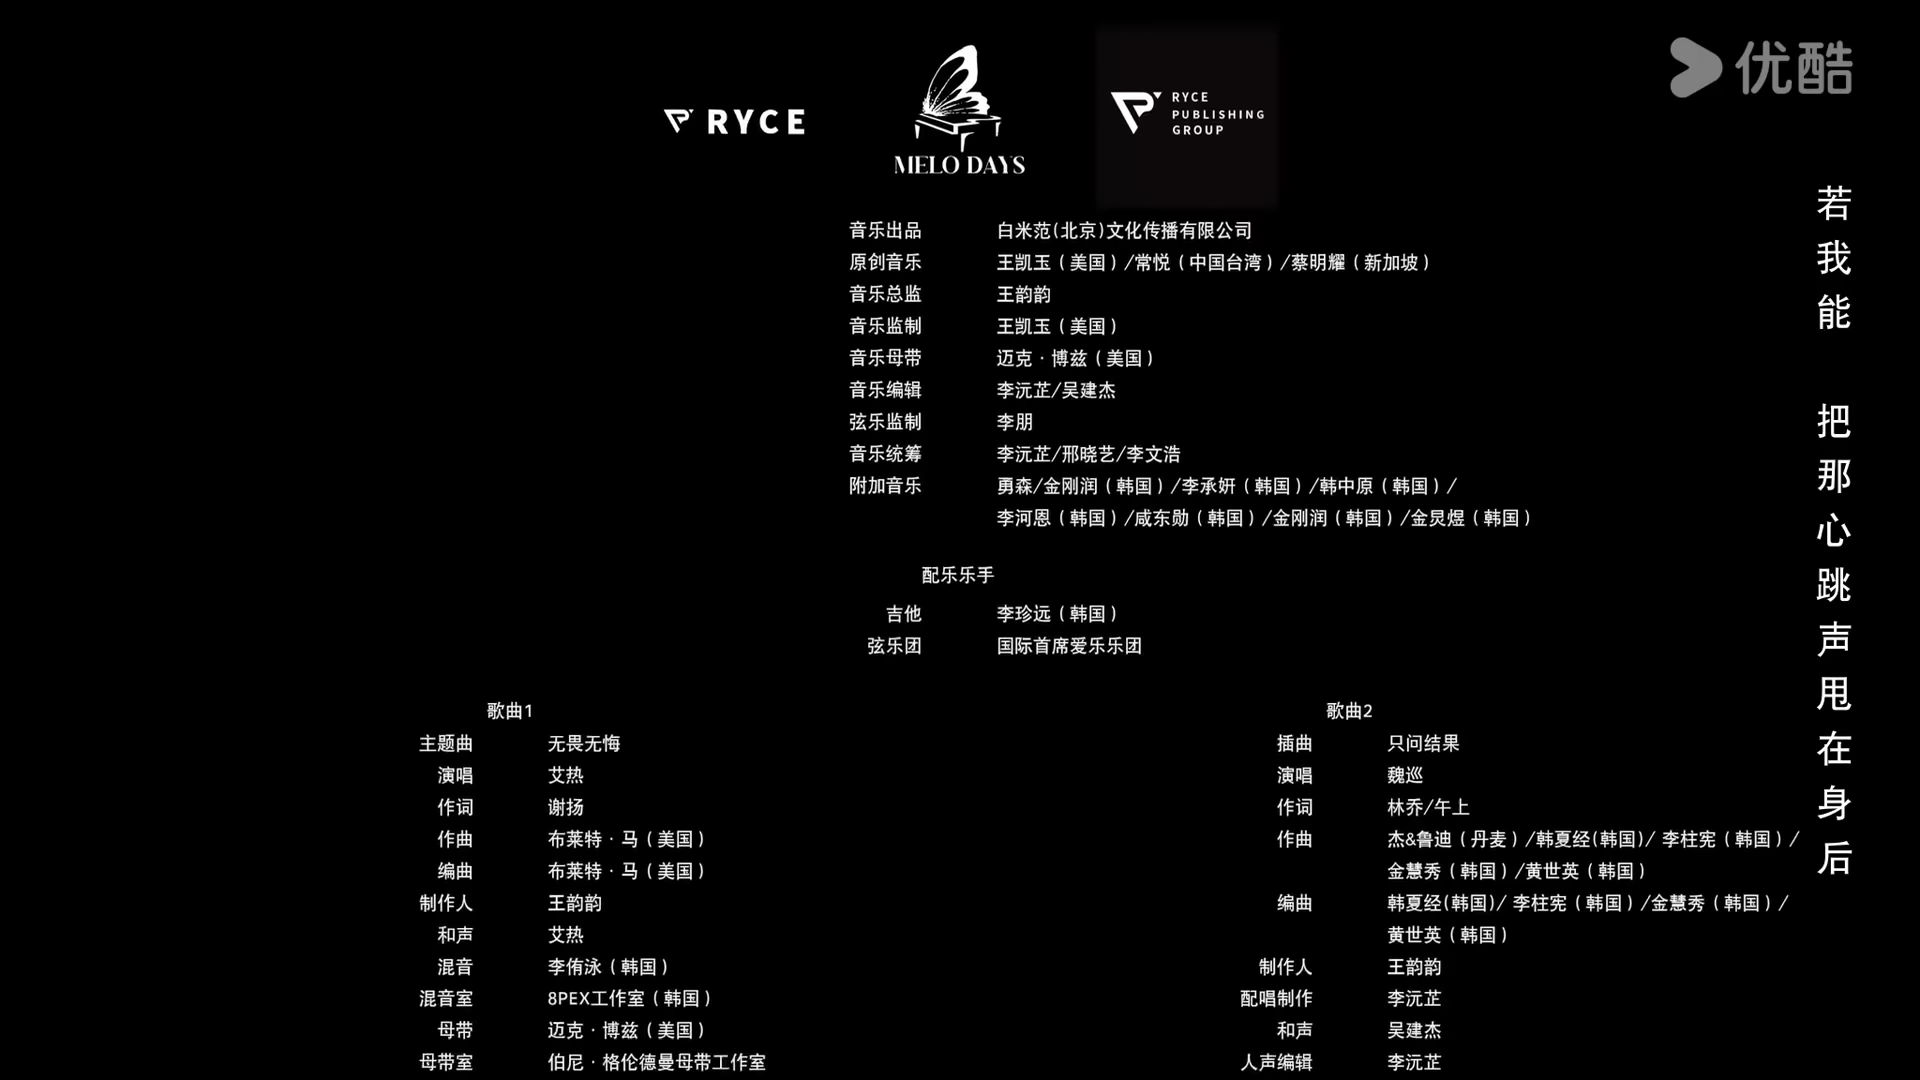 RYCE
MELO DAYS
RYCE
PUBLISHING
GROUP
优酷
音乐出品 白米范(北京)文化传播有限公司
原创音乐 王凯玉（美国）/常悦（中国台湾）/蔡明耀（新加坡）
音乐总监 王韵韵
音乐监制 王凯玉（美国）
音乐母带 迈克·博兹（美国）
音乐编辑 李沅芷/吴建杰
弦乐监制 李朋
音乐统筹 李沅芷/邢晓艺/李文浩
附加音乐 勇森/金刚润（韩国）/李承妍（韩国）/韩中原（韩国）/
李河恩（韩国）/咸东勋（韩国）/金刚润（韩国）/金炅煜（韩国）
配乐乐手
吉他 李珍远（韩国）
弦乐团 国际首席爱乐乐团
歌曲1
主题曲 无畏无悔
演唱 艾热
作词 谢扬
作曲 布莱特·马（美国）
编曲 布莱特·马（美国）
制作人 王韵韵
和声 艾热
混音 李侑泳（韩国）
混音室 8PEX工作室（韩国）
母带 迈克·博兹（美国）
母带室 伯尼·格伦德曼母带工作室
歌曲2
插曲 只问结果
演唱 魏巡
作词 林乔/午上
作曲 杰&鲁迪（丹麦）/韩夏经(韩国)/ 李柱宪（韩国）/
金慧秀（韩国）/黄世英（韩国）
编曲 韩夏经(韩国)/ 李柱宪（韩国）/金慧秀（韩国）/
黄世英（韩国）
制作人 王韵韵
配唱制作 李沅芷
和声 吴建杰
人声编辑 李沅芷
若我能 把那心跳声甩在身后